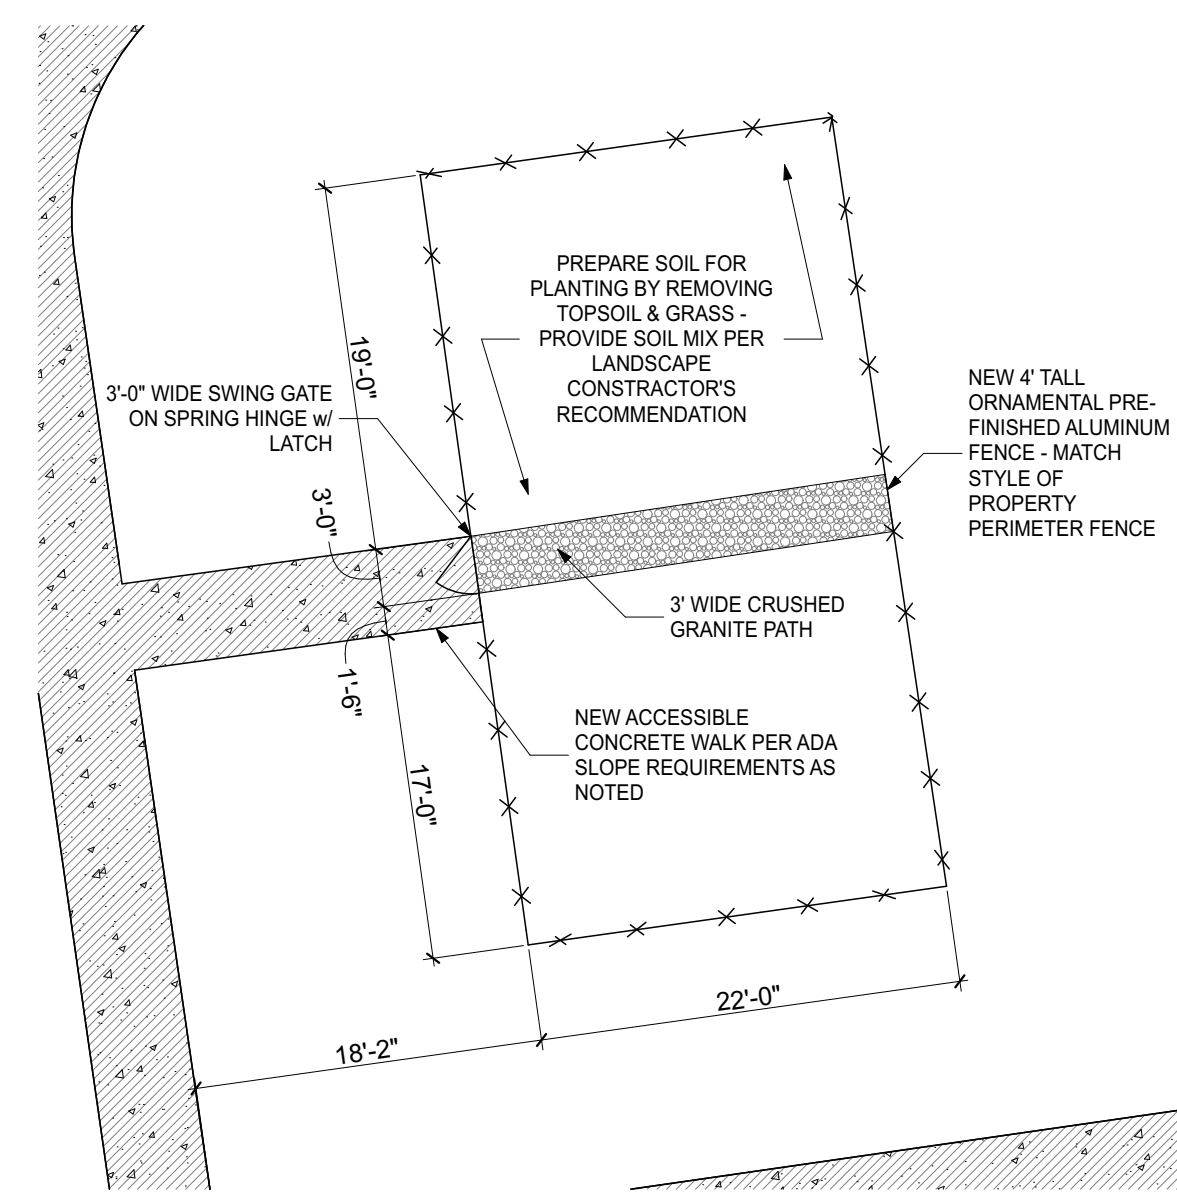 PREPARE SOIL FOR
PLANTING BY REMOVING
TOPSOIL & GRASS -
PROVIDE SOIL MIX PER
LANDSCAPE
CONSTRACTOR'S
RECOMMENDATION
19'-0"
3'-0" WIDE SWING GATE
ON SPRING HINGE w/
LATCH
NEW 4' TALL
ORNAMENTAL PRE-
FINISHED ALUMINUM
FENCE - MATCH
STYLE OF
PROPERTY
PERIMETER FENCE
3'-0"
3' WIDE CRUSHED
GRANITE PATH
1'-6"
NEW ACCESSIBLE
CONCRETE WALK PER ADA
SLOPE REQUIREMENTS AS
NOTED
17'-0"
22'-0"
18'-2"